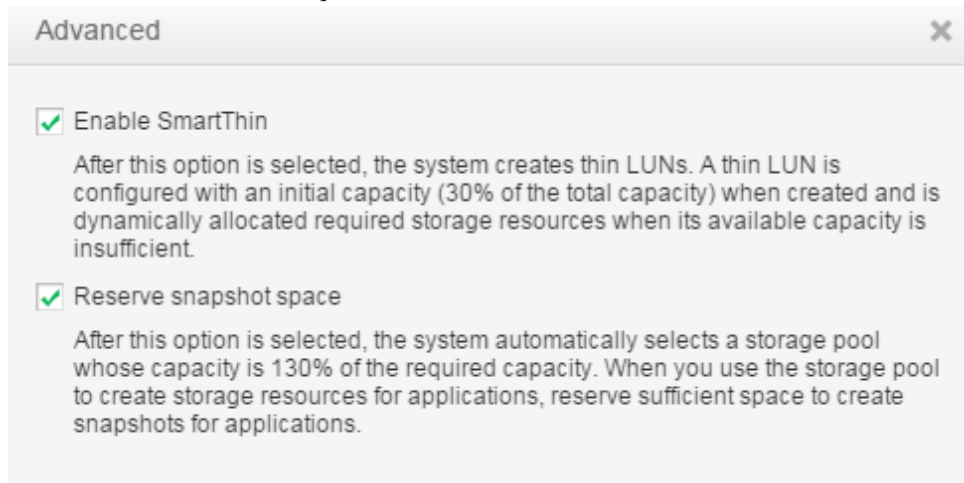 Advanced
Enable SmartThin
After this option is selected, the system creates thin LUNs. A thin LUN is
configured with an initial capacity (30% of the total capacity) when created and is
dynamically allocated required storage resources when its available capacity is
insufficient.
Reserve snapshot space
After this option is selected, the system automatically selects a storage pool
whose capacity is 130% of the required capacity. When you use the storage pool
to create storage resources for applications, reserve sufficient space to create
snapshots for applications.